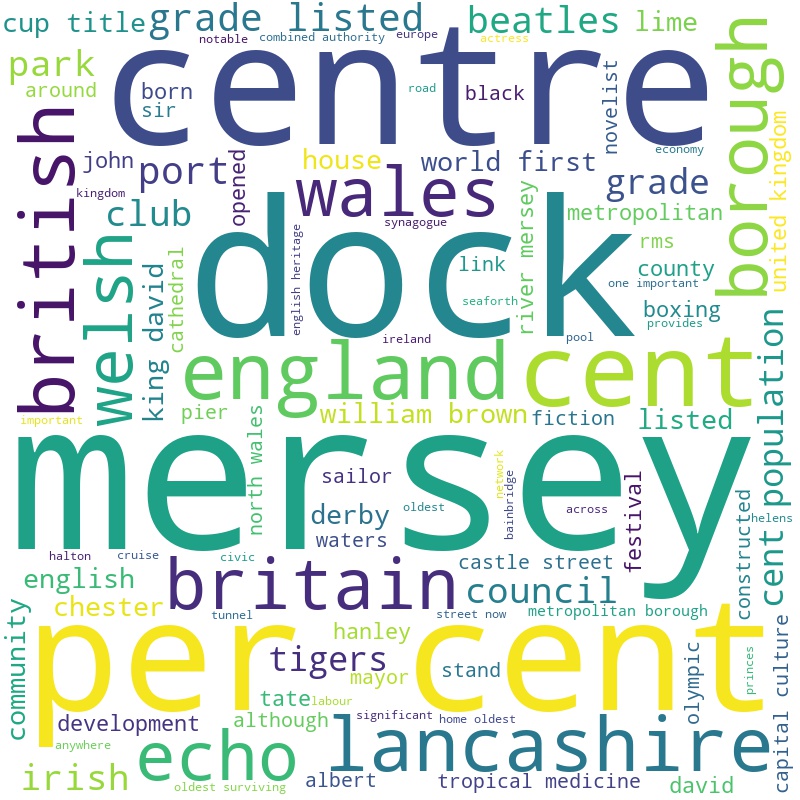 cup title
grade listed
notable
combined authority
europe
beatles
actress
lime
borough
park
around
centre
born
sir
road
black
novelist
economy
british
john
kingdom
port
opened
house
world first
wales
grade
united kingdom
club
synagogue
metropolitan
welsh
king david
cathedral
dock
english heritage
link
seaforth
river mersey
rms
county
one important
boxing
provides
ireland
pool
england
cent
population
important
pier
north wales
william brown
fiction
listed
mersey
sailor
derby
waters
oldest
network
bainbridge
across
festival
constructed
helens
halton
cruise
civic
castle street
english
britain
council
cent
chester
tunnel
street now
metropolitan borough
community
per cent
hanley
tigers
mayor
stand
olympic
princes
capital culture
tate
labour
development
although
significant
home oldest
anywhere
echo
lancashire
irish
oldest surviving
albert
tropical medicine
david